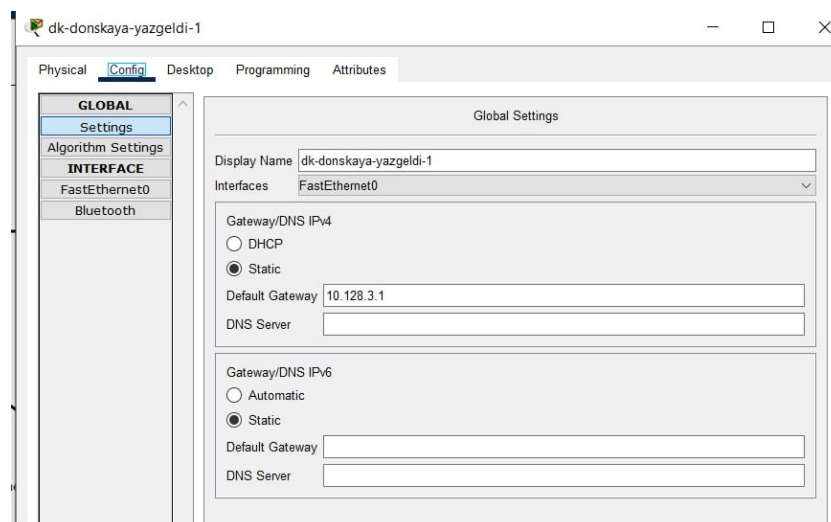 dk-donskaya-yazgeldi-1
Physical Config Desktop Programming Attributes
GLOBAL
Settings
Algorithm Settings
INTERFACE
FastEthernet0
Bluetooth
Global Settings
Display Name dk-donskaya-yazgeldi-1
Interfaces FastEthernet0
Gateway/DNS IPv4
DHCP
Static
Default Gateway 10.128.3.1
DNS Server
Gateway/DNS IPv6
Automatic
Static
Default Gateway
DNS Server